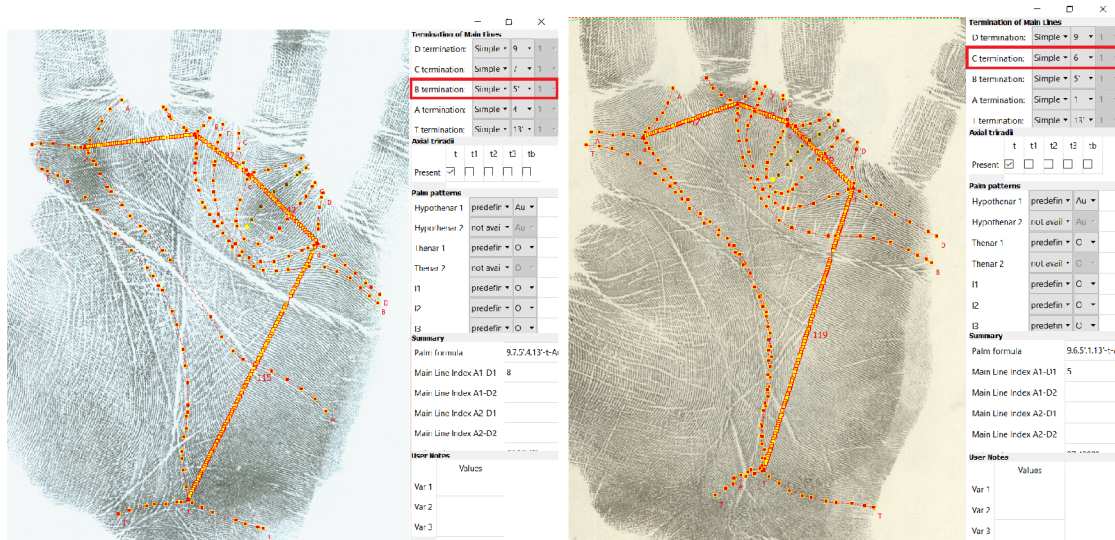 Termination of Main Lines
D termination: Simple 9 1
C termination: Simple 7 1
B termination: Simple 5' 1
A termination: Simple 4 1
T termination: Simple 13' 1
Axial triradii
t t1 t2 t3 tb
Present
Palm patterns
Hypothenar 1 predefin Au
Hypothenar 2 not avai Au
Thenar 1 predefin O
Thenar 2 not avai O
I1 predefin O
I2 predefin O
I3 predefin O
Summary
Palm formula 9.7.5'.4.13'-t-Au
Main Line Index A1-D1 8
Main Line Index A1-D2
Main Line Index A2-D1
Main Line Index A2-D2
User Notes
Values
Var 1
Var 2
Var 3
A
D
B
115
Termination of Main Lines
D termination: Simple 9 1
C termination: Simple 6 1
B termination: Simple 5' 1
A termination: Simple 1 1
T termination: Simple 13' 1
Axial triradii
t t1 t2 t3 tb
Present
Palm patterns
Hypothenar 1 predefin Au
Hypothenar 2 not avail Au
Thenar 1 predefin O
Thenar 2 not avail O
I1 predefin O
I2 predefin O
I3 predefin O
Summary
Palm formula 9.6.5'.1.13'-t-A
Main Line Index A1-D1 5
Main Line Index A1-D2
Main Line Index A2-D1
Main Line Index A2-D2
User Notes
Values
Var 1
Var 2
Var 3
A
A
T
D
D
B
119
T
T